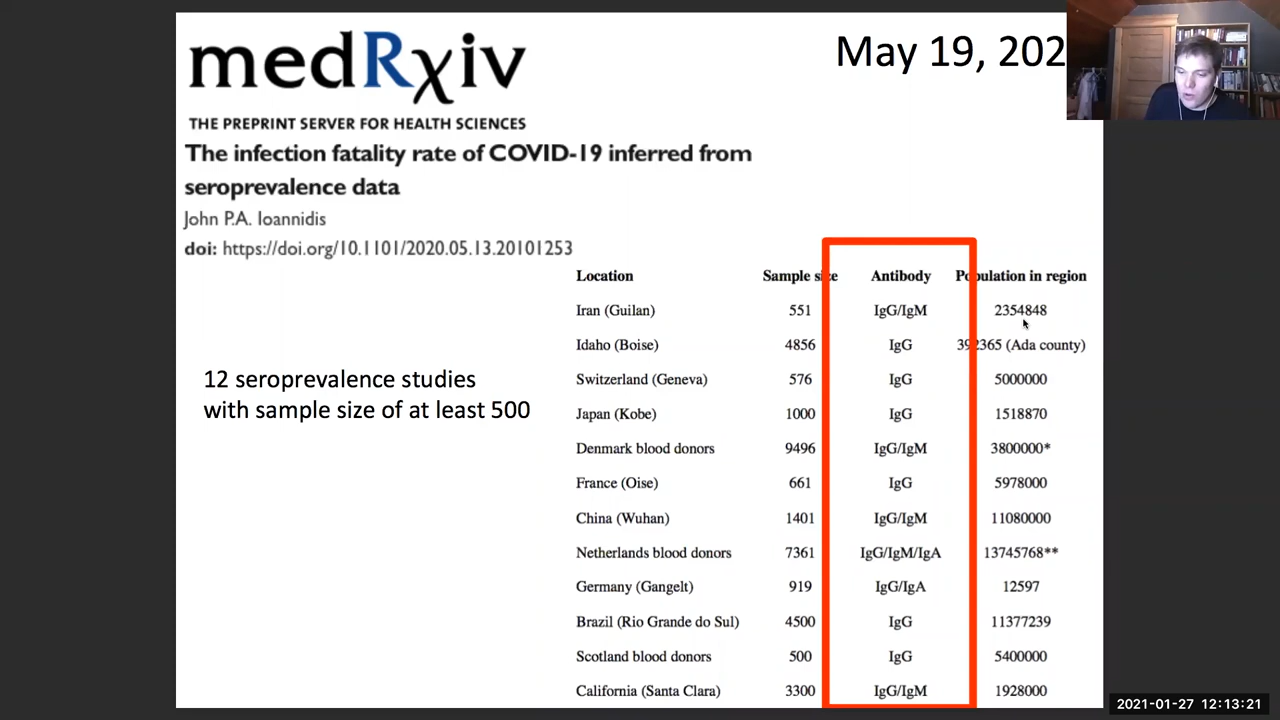 medRχiv
May 19, 202
THE PREPRINT SERVER FOR HEALTH SCIENCES
The infection fatality rate of COVID-19 inferred from
seroprevalence data
John P.A. Ioannidis
doi: https://doi.org/10.1101/2020.05.13.20101253
12 seroprevalence studies
with sample size of at least 500
Location Sample size Antibody Population in region
Iran (Guilan) 551 IgG/IgM 2354848
Idaho (Boise) 4856 IgG 392365 (Ada county)
Switzerland (Geneva) 576 IgG 5000000
Japan (Kobe) 1000 IgG 1518870
Denmark blood donors 9496 IgG/IgM 3800000*
France (Oise) 661 IgG 5978000
China (Wuhan) 1401 IgG/IgM 11080000
Netherlands blood donors 7361 IgG/IgM/IgA 13745768**
Germany (Gangelt) 919 IgG/IgA 12597
Brazil (Rio Grande do Sul) 4500 IgG 11377239
Scotland blood donors 500 IgG 5400000
California (Santa Clara) 3300 IgG/IgM 1928000
2021-01-27 12:13:21